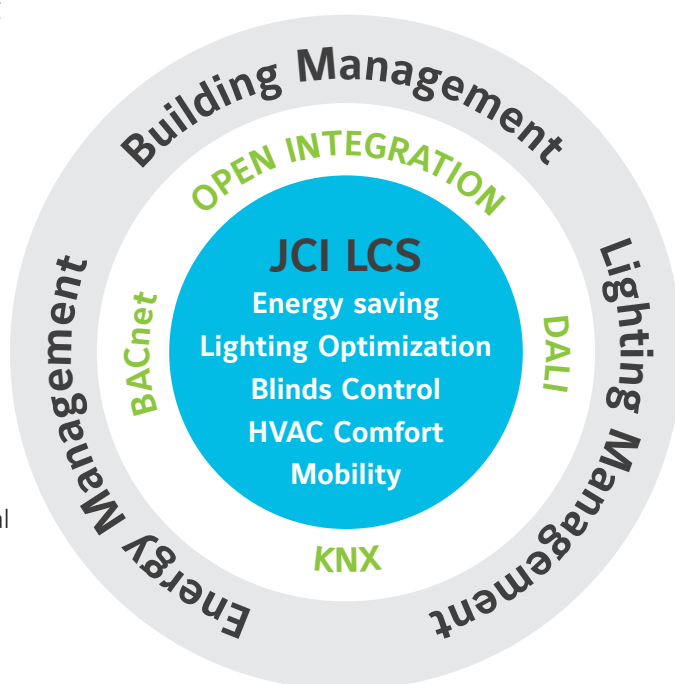 Building Management
OPEN INTEGRATION
JCI LCS
Energy saving
Lighting Optimization
Blinds Control
HVAC Comfort
Mobility
BACnet
DALI
KNX
Energy Management
Lighting Management